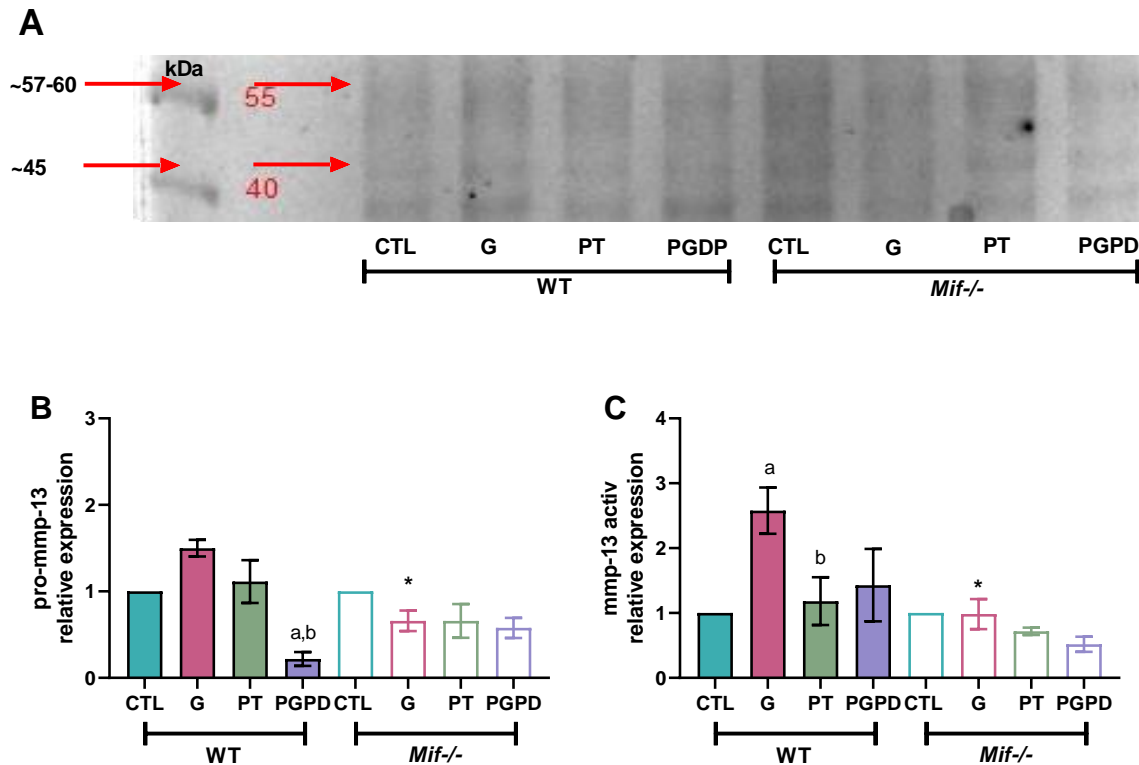 A
kDa
~57-60
55
~45
40
CTL G PT PGDP CTL G PT PGPD
WT Mif-/-
B
pro-mmp-13
relative expression
3
2
1
0
*
a,b
CTL G PT PGPD CTL G PT PGPD
WT Mif-/-
C
mmp-13 activ
relative expression
4
3
2
1
0
a
b
*
CTL G PT PGPD CTL G PT PGPD
WT Mif-/-